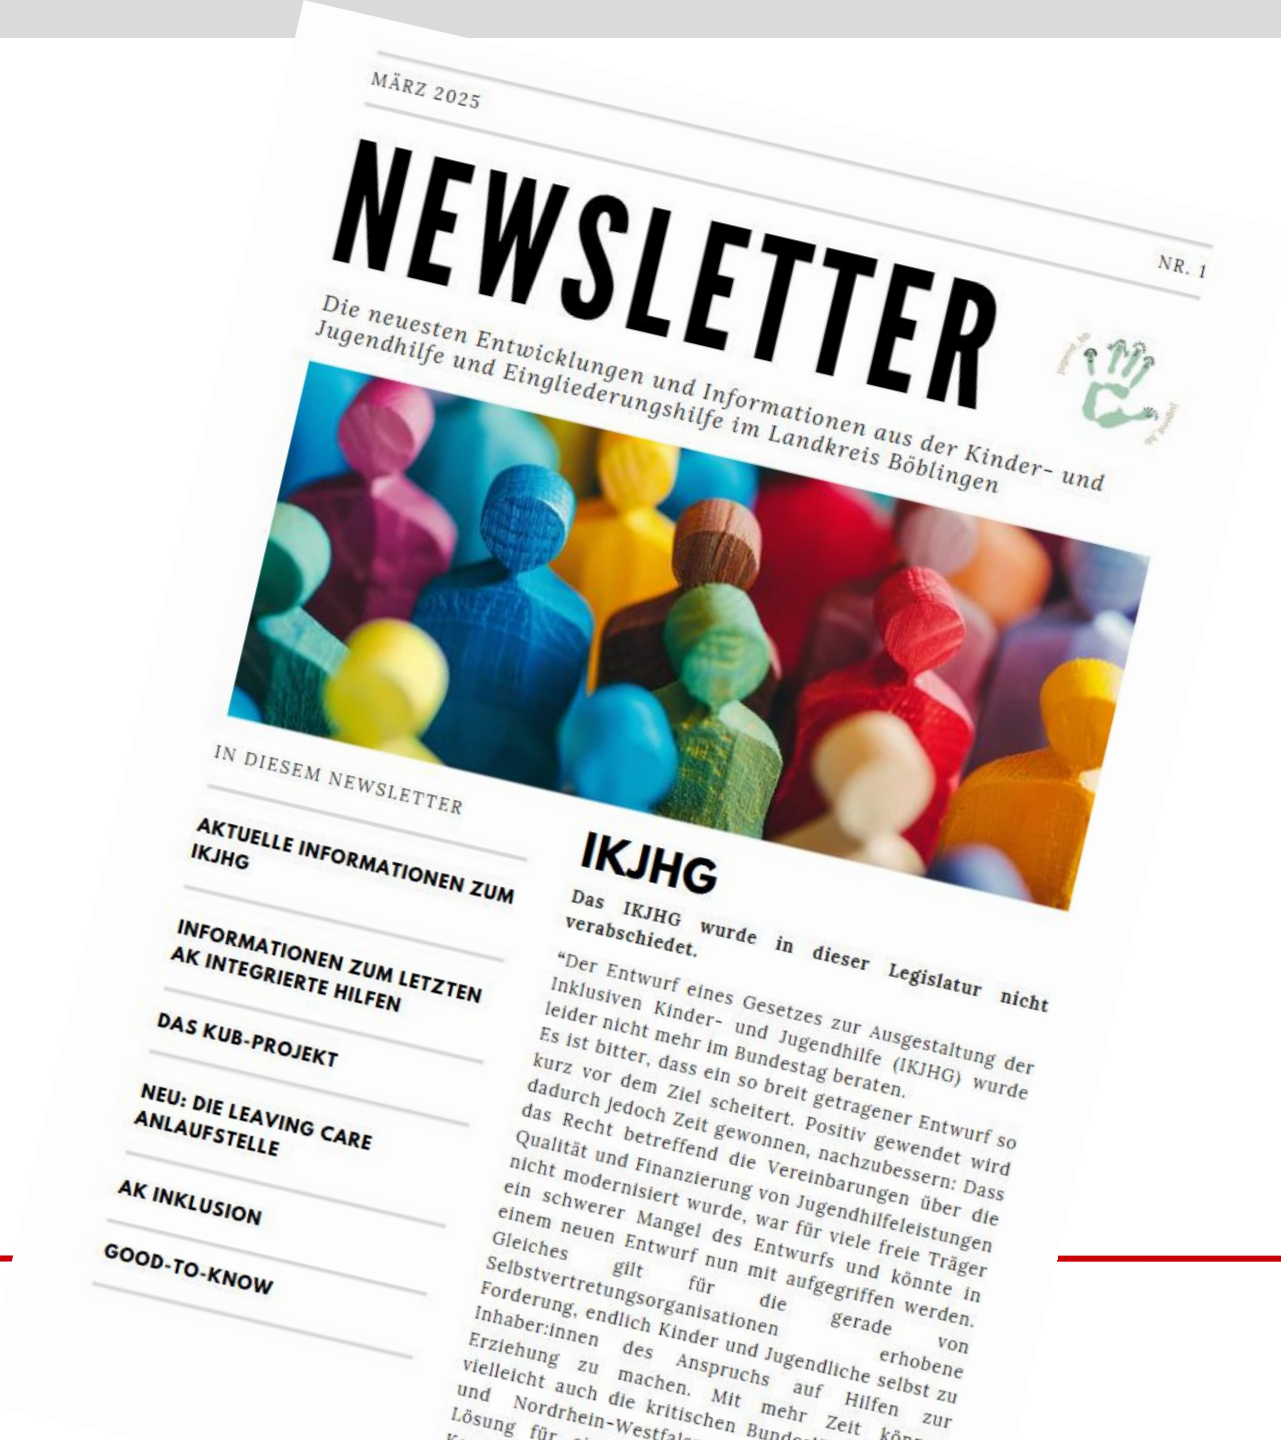 MÄRZ 2025
NR. 1
NEWSLETTER
Die neuesten Entwicklungen und Informationen aus der Kinder- und
Jugendhilfe und Eingliederungshilfe im Landkreis Böblingen
IN DIESEM NEWSLETTER
AKTUELLE INFORMATIONEN ZUM
IKJHG
INFORMATIONEN ZUM LETZTEN
AK INTEGRIERTE HILFEN
DAS KUB-PROJEKT
NEU: DIE LEAVING CARE
ANLAUFSTELLE
AK INKLUSION
GOOD-TO-KNOW
IKJHG
Das IKJHG wurde in dieser Legislatur nicht
verabschiedet.
“Der Entwurf eines Gesetzes zur Ausgestaltung der
Inklusiven Kinder- und Jugendhilfe (IKJHG) wurde
leider nicht mehr im Bundestag beraten.
Es ist bitter, dass ein so breit getragener Entwurf so
kurz vor dem Ziel scheitert. Positiv gewendet wird
dadurch jedoch Zeit gewonnen, nachzubessern: Dass
das Recht betreffend die Vereinbarungen über die
Qualität und Finanzierung von Jugendhilfeleistungen
nicht modernisiert wurde, war für viele freie Träger
ein schwerer Mangel des Entwurfs und könnte in
einem neuen Entwurf nun mit aufgegriffen werden.
Gleiches gilt für die gerade von
Selbstvertretungsorganisationen erhobene
Forderung, endlich Kinder und Jugendliche selbst zu
Inhaber:innen des Anspruchs auf Hilfen zur
Erziehung zu machen. Mit mehr Zeit
vielleicht auch die kritischen
und
Lösung für